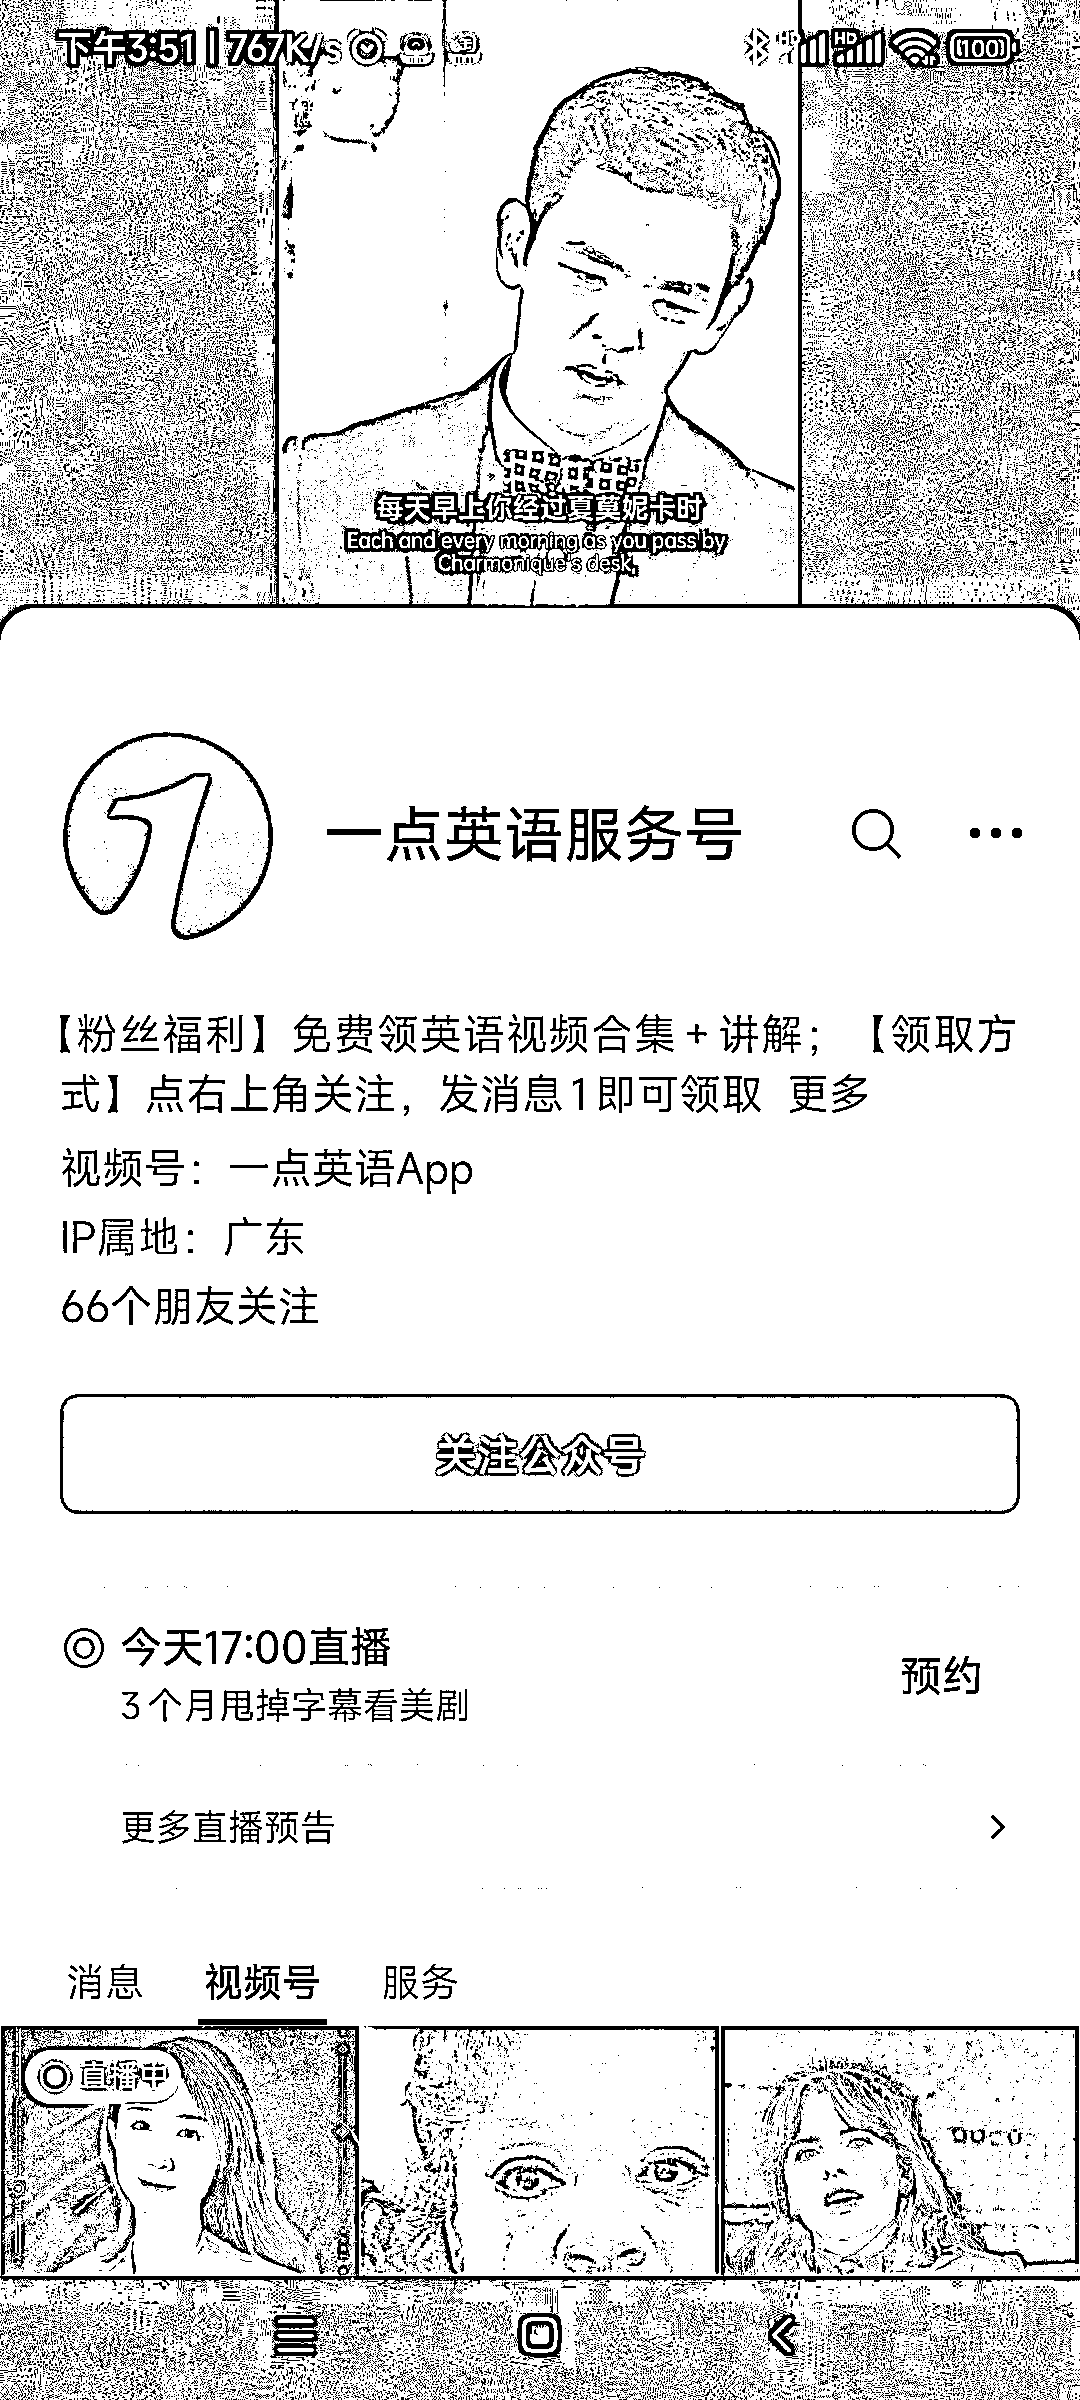 下午3:51 | 767K/s
100
每天早上你经过夏莫妮卡时
Each and every morning as you pass by
Charmonique's desk,
一点英语服务号
【粉丝福利】免费领英语视频合集+讲解；【领取方
式】点右上角关注，发消息1即可领取 更多
视频号：一点英语App
IP属地：广东
66个朋友关注
关注公众号
今天17:00直播
预约
3个月甩掉字幕看美剧
更多直播预告
消息 视频号 服务
直播中